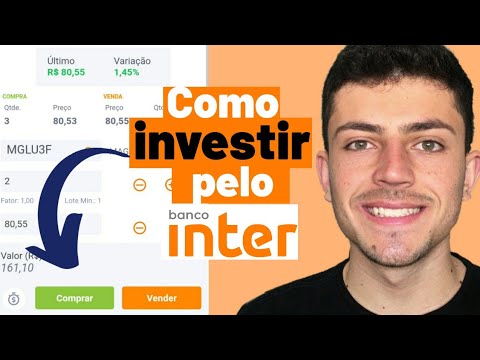 Último
R$ 80,55
Variação
1,45%
COMPRA
VENDA
Qtde.
Preço
Preço
Qtde.
3
80,53
80,55
Como
investir
pelo
banco
inter
MGLU3F
2
Fator: 1,00
Lote Min.: 1
80,55
Valor (R$
161,10
Comprar
Vender